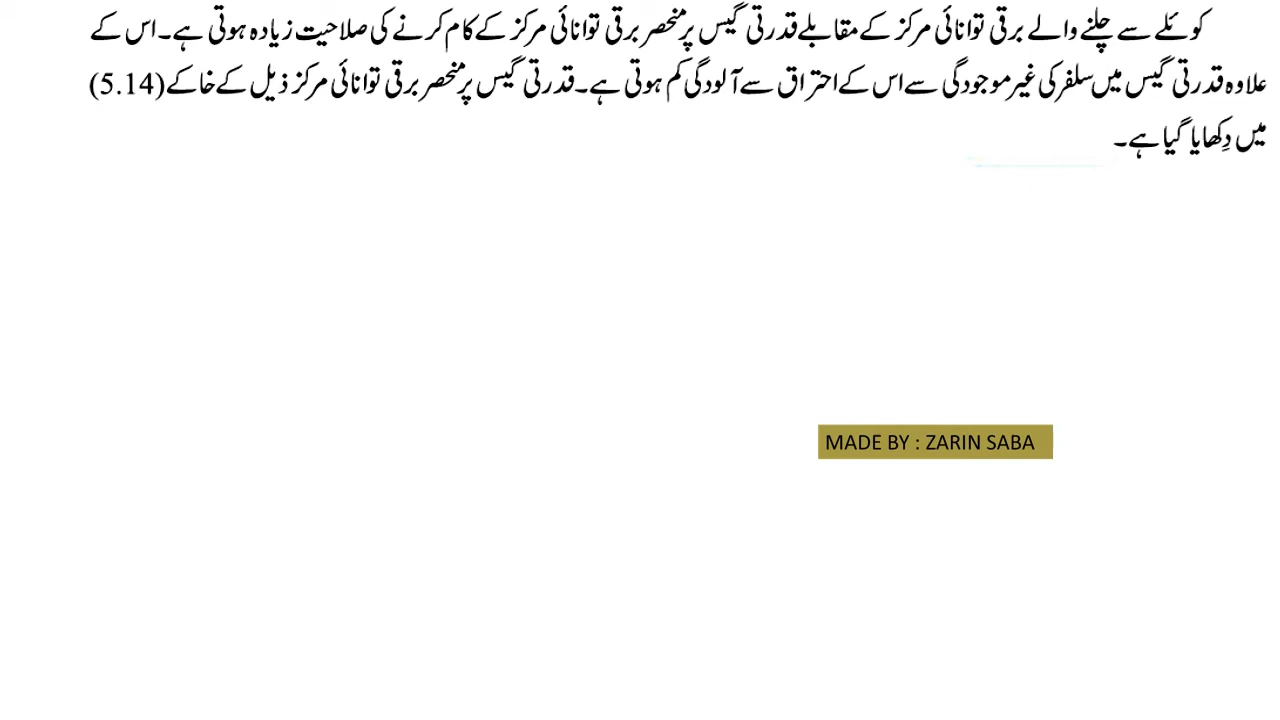 کوئلے سے چلنے والے برقی توانائی مرکز کے مقابلے قدرتی گیس پر منحصر برقی توانائی مرکز کے کام کرنے کی صلاحیت زیادہ ہوتی ہے۔ اس کے
علاوہ قدرتی گیس میں سلفر کی غیر موجودگی سے اس کے احتراق سے آلودگی کم ہوتی ہے۔ قدرتی گیس پر منحصر برقی توانائی مرکز ذیل کے خاکے (5.14)
میں دِکھایا گیا ہے۔
MADE BY : ZARIN SABA